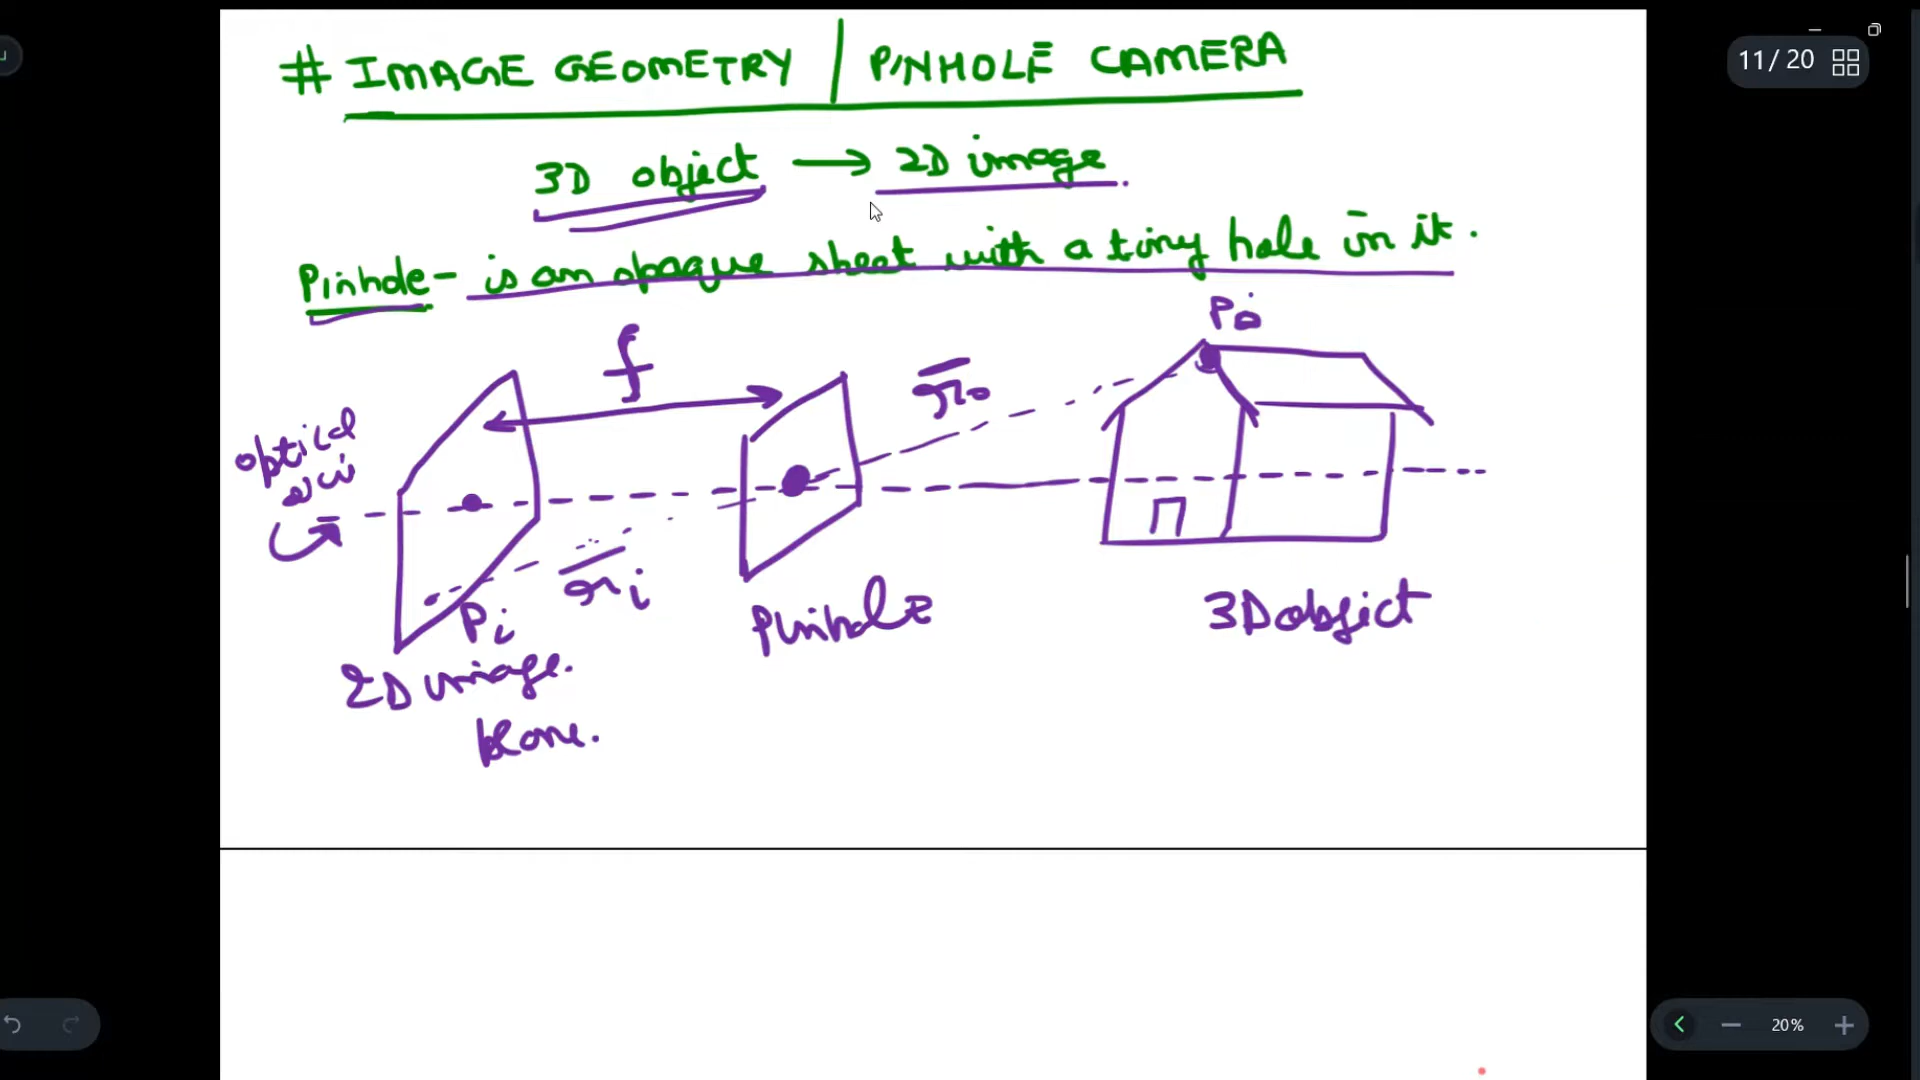 # IMAGE GEOMETRY | PINHOLE CAMERA
11 / 20
3D object → 2D image.
Pinhole - is an opaque sheet with a tiny hole in it.
Po
f
r̄o
optical
axis
r̄i
Pi
Pinhole
3D object
2D image.
plane.
20%